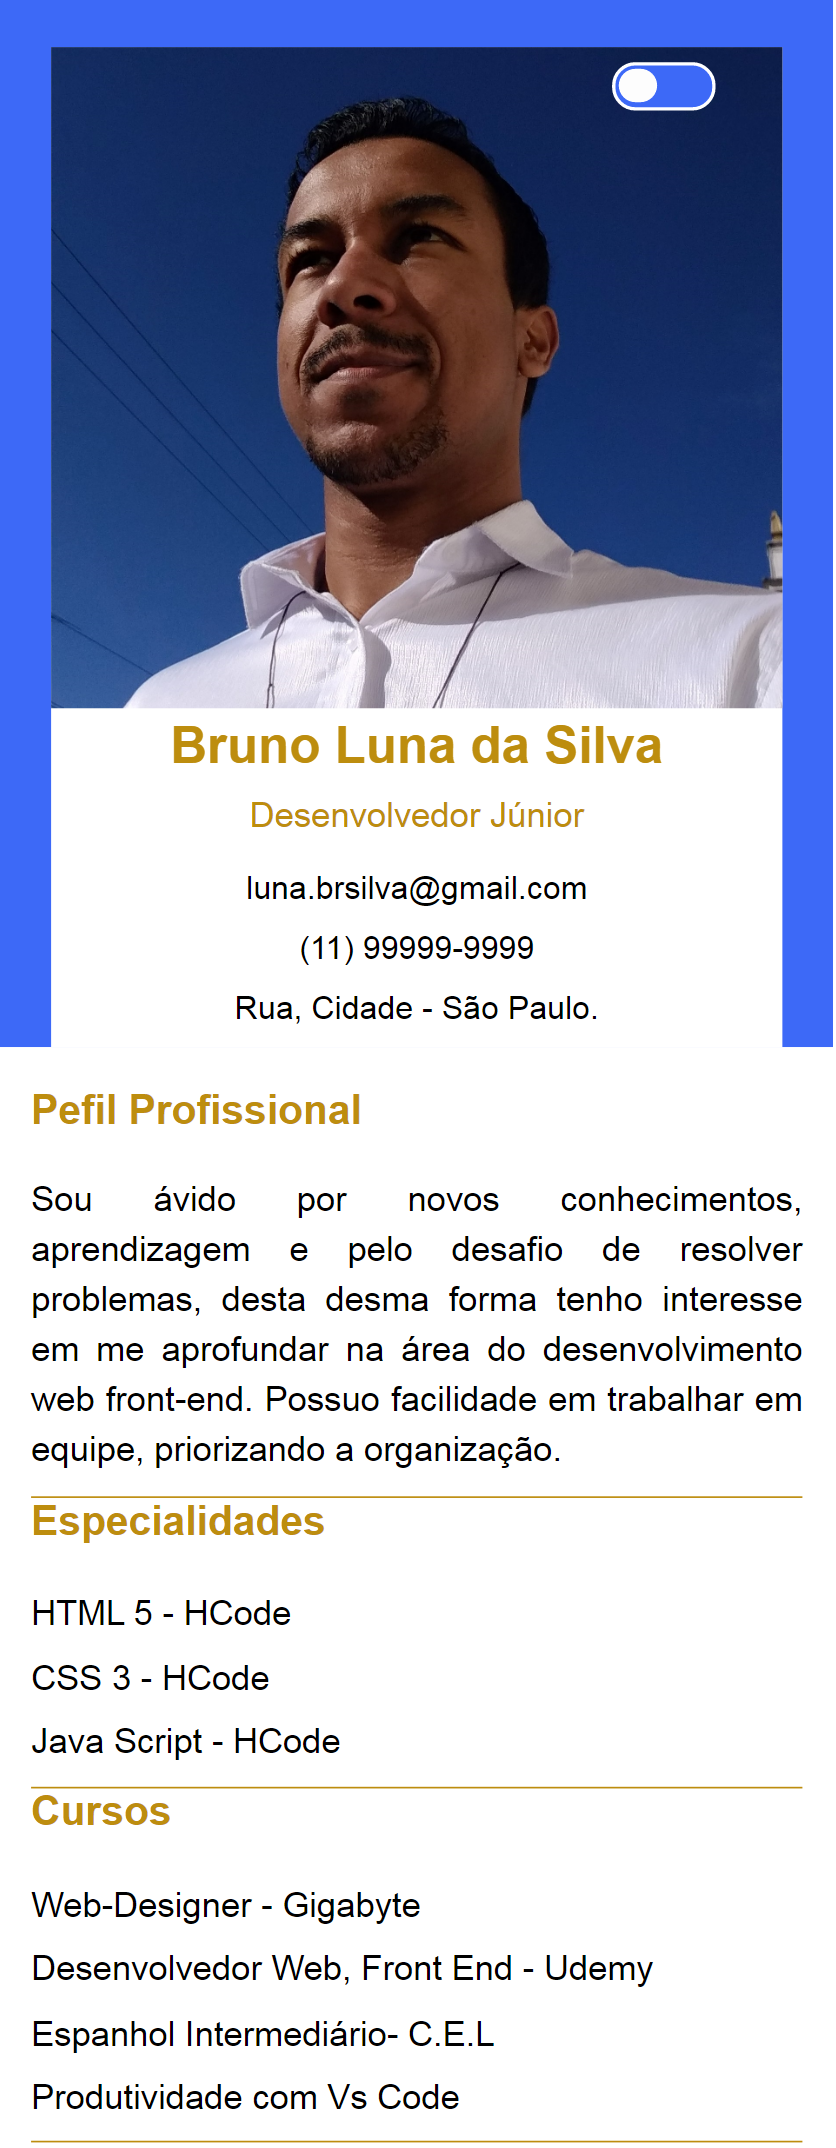 Bruno Luna da Silva
Desenvolvedor Júnior
luna.brsilva@gmail.com
(11) 99999-9999
Rua, Cidade - São Paulo.
Pefil Profissional
Sou ávido por novos conhecimentos,
aprendizagem e pelo desafio de resolver
problemas, desta desma forma tenho interesse
em me aprofundar na área do desenvolvimento
web front-end. Possuo facilidade em trabalhar em
equipe, priorizando a organização.
Especialidades
HTML 5 - HCode
CSS 3 - HCode
Java Script - HCode
Cursos
Web-Designer - Gigabyte
Desenvolvedor Web, Front End - Udemy
Espanhol Intermediário- C.E.L
Produtividade com Vs Code